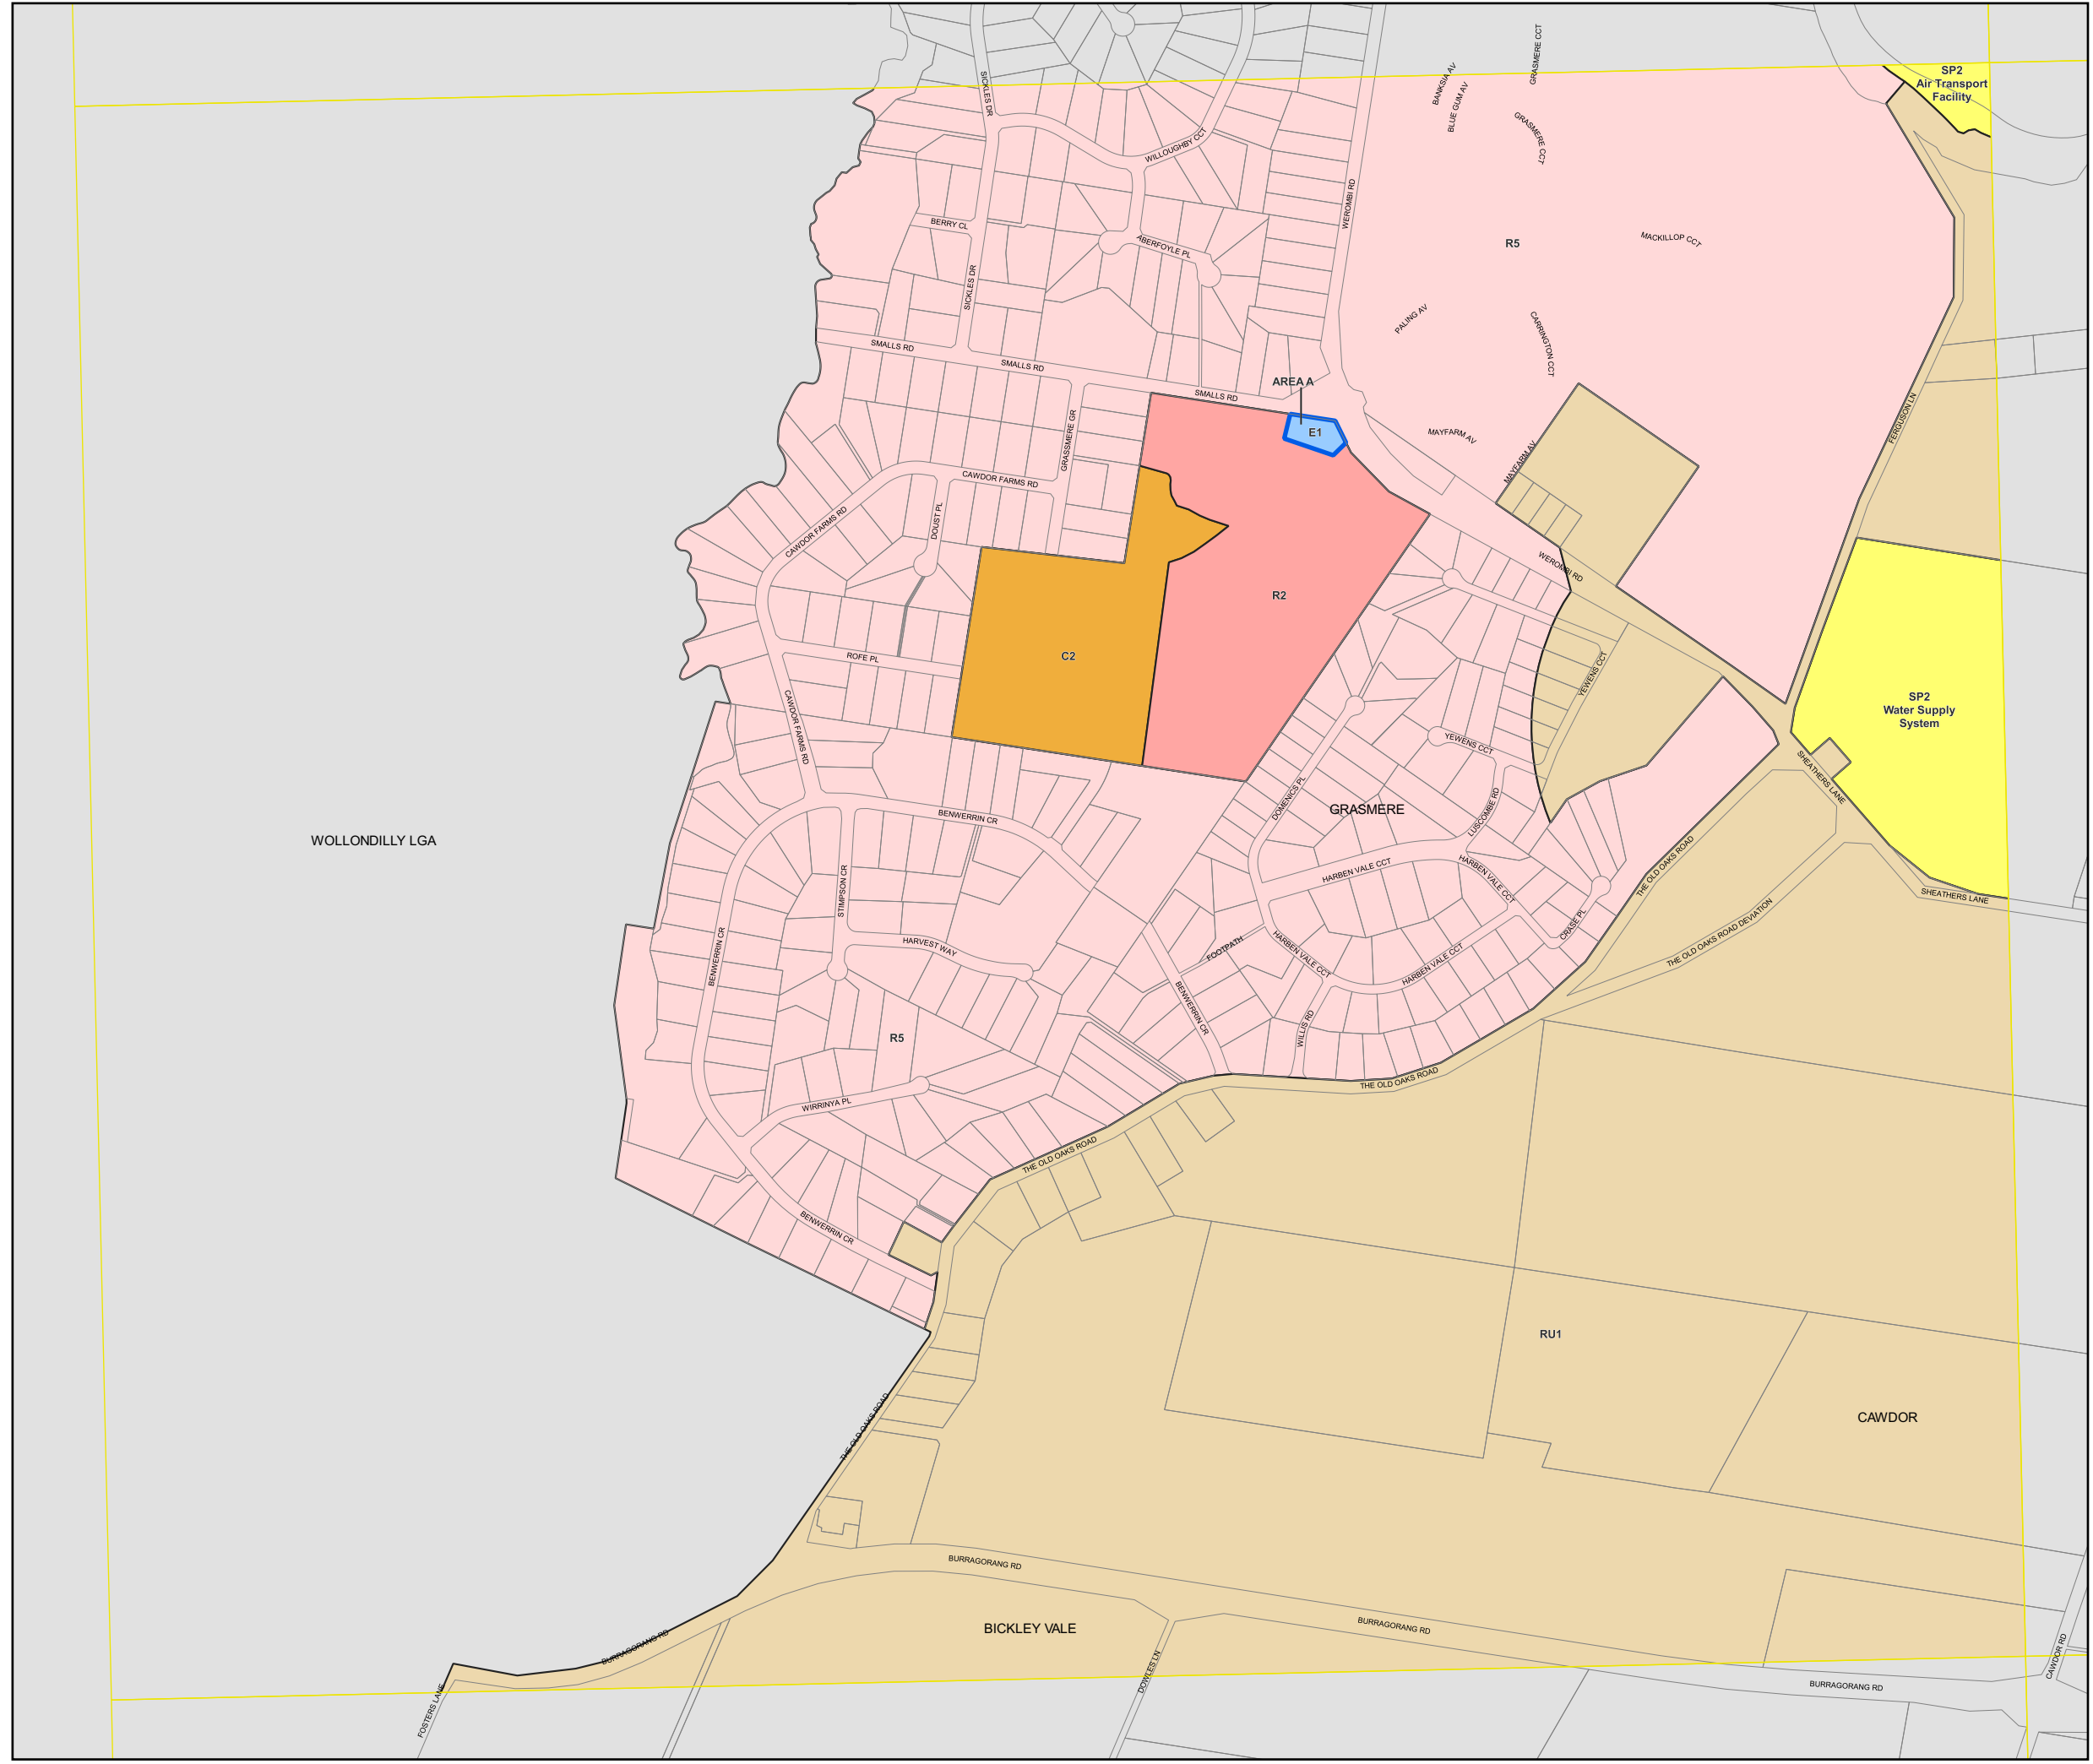 GRASMERE CCT
BANKSIA AV
BLUE GUM AV
SP2
Air Transport
Facility
SICKLES DR
WILLOUGHBY CCT
GRASMERE CCT
WEROMBI RD
BERRY CL
ABERFOYLE PL
R5
MACKILLOP CCT
SICKLES DR
PALING AV
CARRINGTON CCT
SMALLS RD
SMALLS RD
AREA A
SMALLS RD
FERGUSON LN
GRASSMERE GR
E1
MAYFARM AV
MAYFARM AV
CAWDOR FARMS RD
CAWDOR FARMS RD
DOUST PL
WEROMBI RD
R2
ROFE PL
C2
YEWENS CCT
SP2
Water Supply
System
CAWDOR FARMS RD
YEWENS CCT
SHEATHERS LANE
DOMENICS PL
GRASMERE
LUSCOMBE RD
BENWERRIN CR
WOLLONDILLY LGA
HARBEN VALE CCT
HARBEN VALE CCT
THE OLD OAKS ROAD
STIMPSON CR
SHEATHERS LANE
CRASE PL
THE OLD OAKS ROAD DEVIATION
HARVEST WAY
FOOTPATH
HARBEN VALE CCT
HARBEN VALE CCT
BENWERRIN CR
BENWERRIN CR
WILLIS RD
R5
THE OLD OAKS ROAD
WIRRINYA PL
THE OLD OAKS ROAD
BENWERRIN CR
RU1
CAWDOR
THE OLD OAKS ROAD
BURRAGORANG RD
BICKLEY VALE
BURRAGORANG RD
BURRAGORANG RD
DOWLES LN
CAWDOR RD
BURRAGORANG RD
FOSTERS LANE